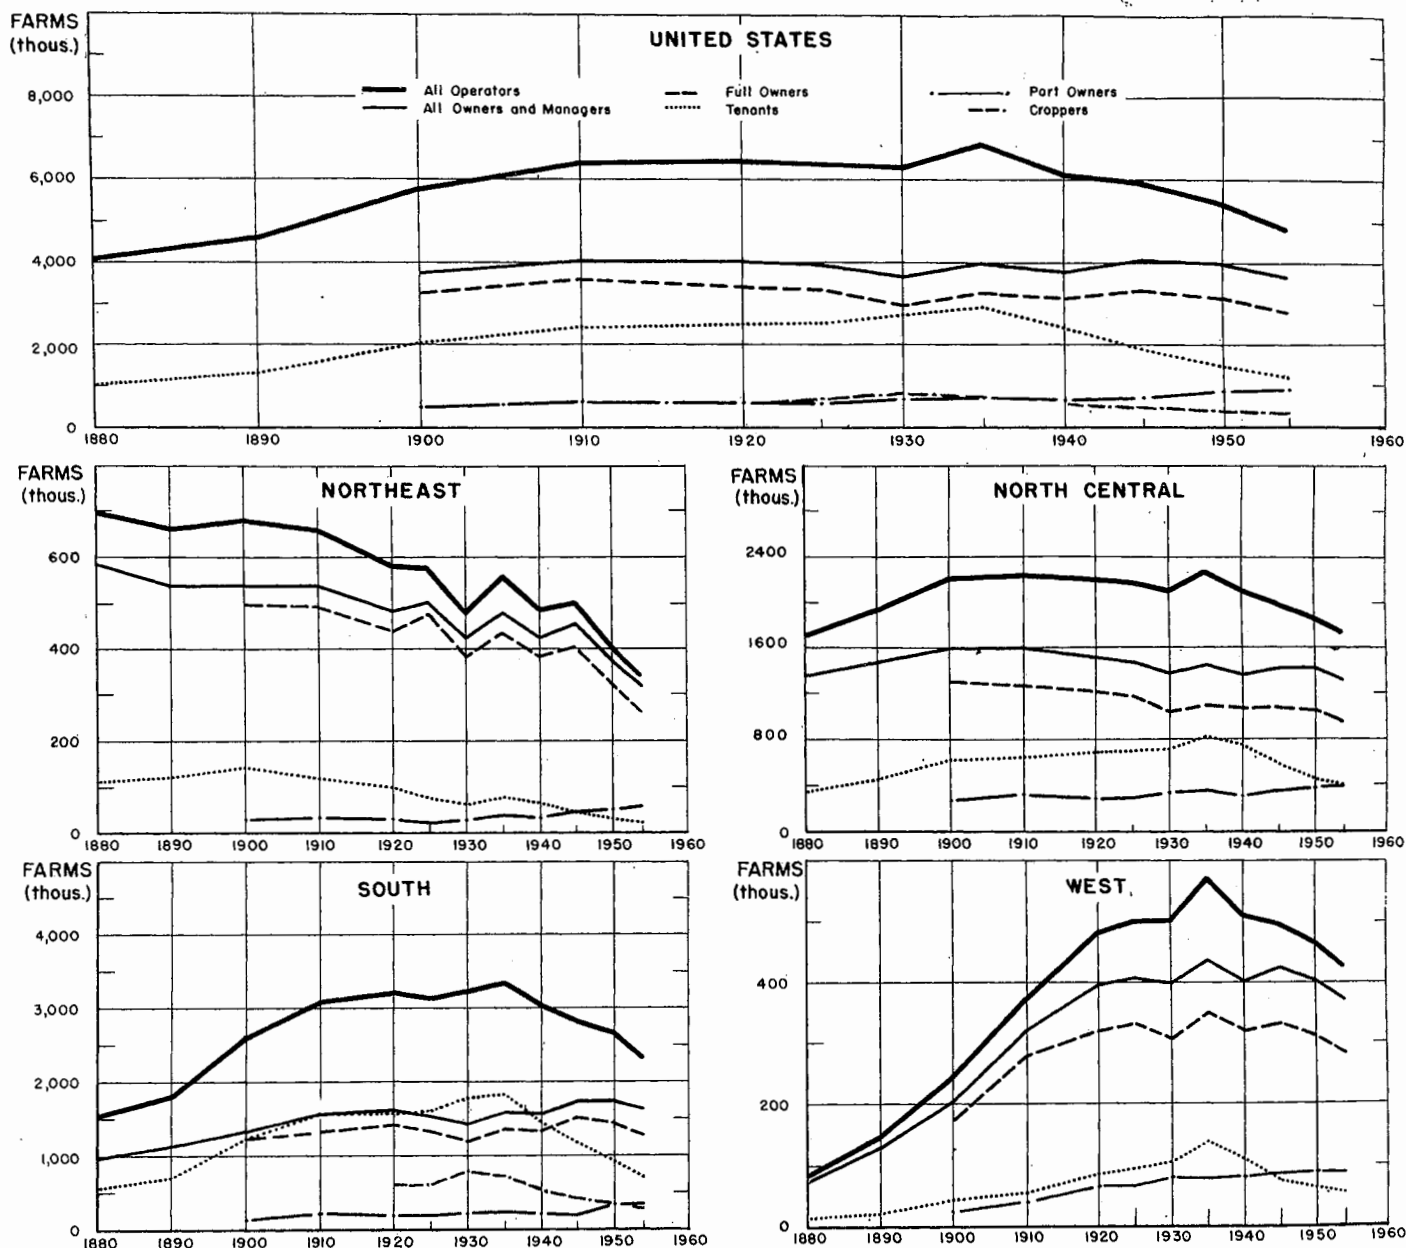 FARMS
(thous.)
UNITED STATES
All Operators
All Owners and Managers
Full Owners
Tenants
Part Owners
Croppers
8,000
6,000
4,000
2,000
0
1880 1890 1900 1910 1920 1930 1940 1950 1960
FARMS
(thous.)
NORTHEAST
600
400
200
0
1880 1890 1900 1910 1920 1930 1940 1950 1960
FARMS
(thous.)
NORTH CENTRAL
2400
1600
800
0
1880 1890 1900 1910 1920 1930 1940 1950 1960
FARMS
(thous.)
SOUTH
4,000
3,000
2,000
1,000
0
1880 1890 1900 1910 1920 1930 1940 1950 1960
FARMS
(thous.)
WEST
400
200
0
1880 1890 1900 1910 1920 1930 1940 1950 1960